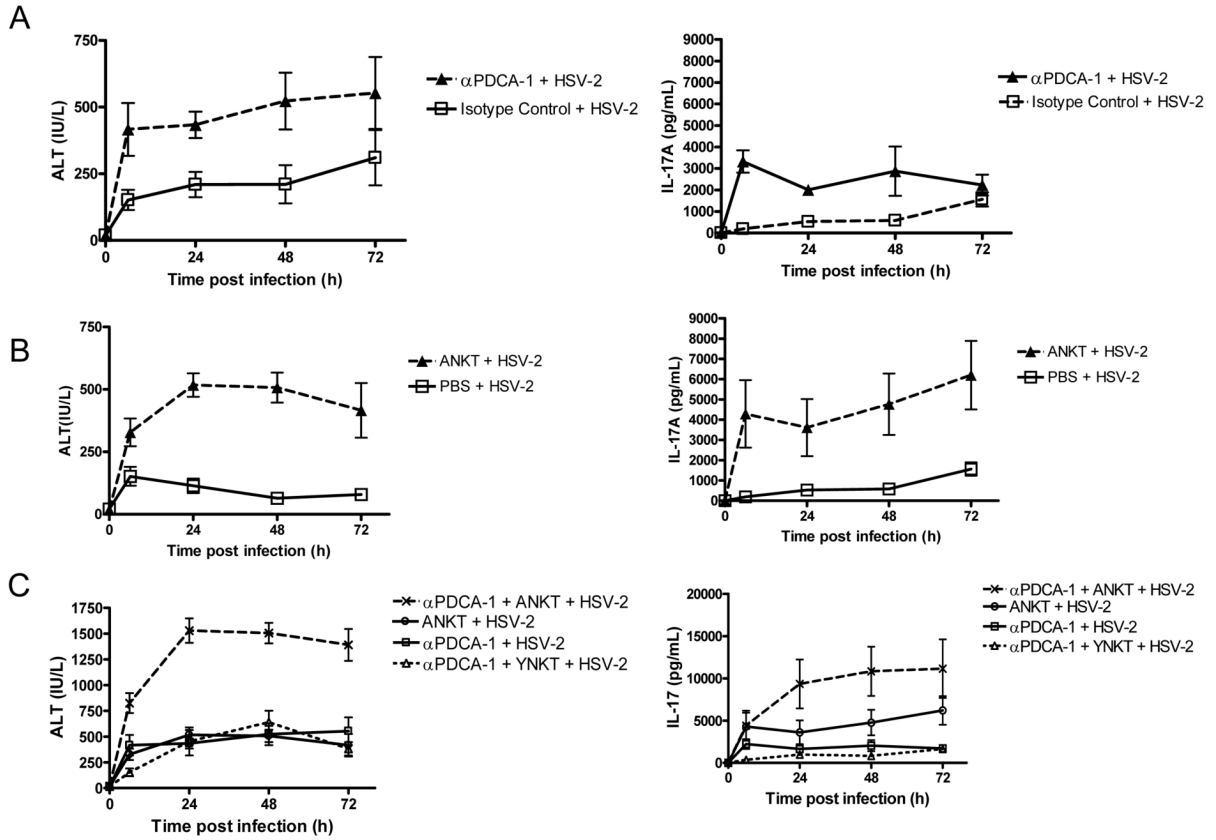 A
ALT (IU/L)
750
500
250
0
0 24 48 72
Time post infection (h)
αPDCA-1 + HSV-2
Isotype Control + HSV-2
IL-17A (pg/mL)
9000
8000
7000
6000
5000
4000
3000
2000
1000
0
0 24 48 72
Time post infection (h)
αPDCA-1 + HSV-2
Isotype Control + HSV-2
B
ALT(IU/L)
750
500
250
0
0 24 48 72
Time post infection (h)
ANKT + HSV-2
PBS + HSV-2
IL-17A (pg/mL)
9000
8000
7000
6000
5000
4000
3000
2000
1000
0
0 24 48 72
Time post infection (h)
ANKT + HSV-2
PBS + HSV-2
C
ALT (IU/L)
1750
1500
1250
1000
750
500
250
0
0 24 48 72
Time post infection (h)
αPDCA-1 + ANKT + HSV-2
ANKT + HSV-2
αPDCA-1 + HSV-2
αPDCA-1 + YNKT + HSV-2
IL-17 (pg/mL)
20000
15000
10000
5000
0
0 24 48 72
Time post infection (h)
αPDCA-1 + ANKT + HSV-2
ANKT + HSV-2
αPDCA-1 + HSV-2
αPDCA-1 + YNKT + HSV-2